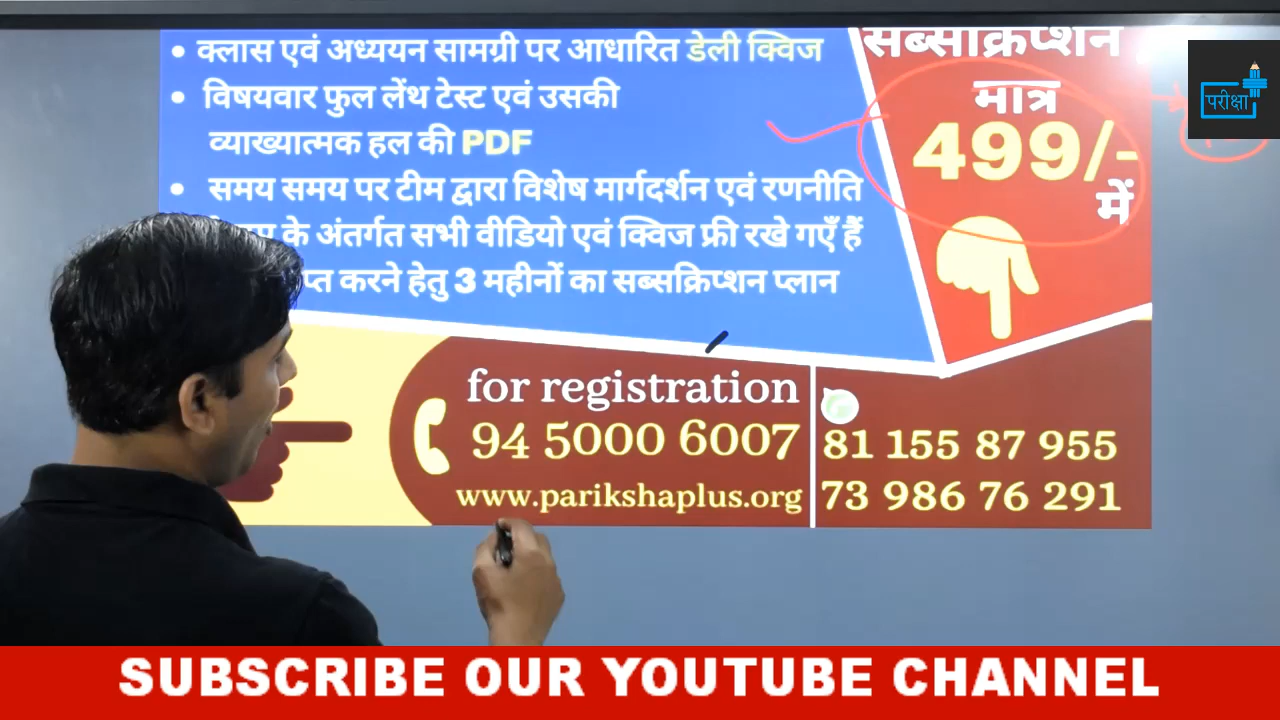 • क्लास एवं अध्ययन सामग्री पर आधारित डेली क्विज
• विषयवार फुल लेंथ टेस्ट एवं उसकी
व्याख्यात्मक हल की PDF
• समय समय पर टीम द्वारा विशेष मार्गदर्शन एवं रणनीति
के अंतर्गत सभी वीडियो एवं क्विज फ्री रखे गएँ हैं
करने हेतु 3 महीनों का सब्सक्रिप्शन प्लान
सब्सक्रिप्शन
मात्र
499/-
में
परीक्षा
for registration
94 5000 6007
www.parikshaplus.org
81 155 87 955
73 986 76 291
SUBSCRIBE OUR YOUTUBE CHANNEL